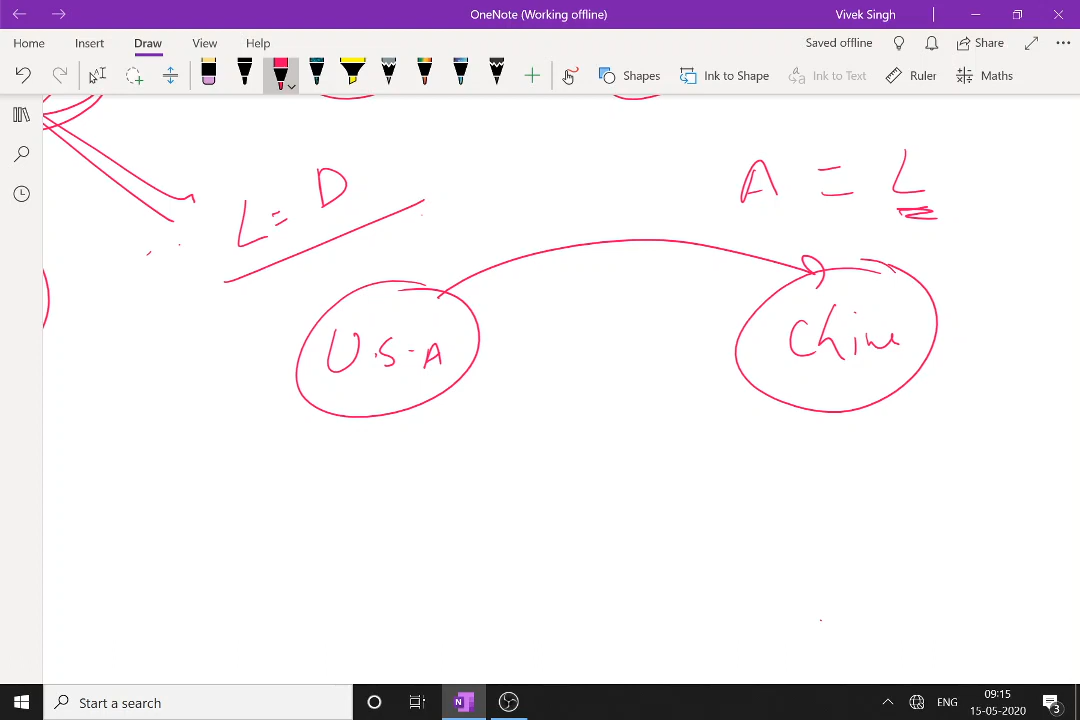 OneNote (Working offline)
Vivek Singh
Home Insert Draw View Help
Saved offline
Share
Shapes
Ink to Shape
Ink to Text
Ruler
Maths
A = L
L = D
U.S-A
Start a search
ENG
09:15
15-05-2020
3